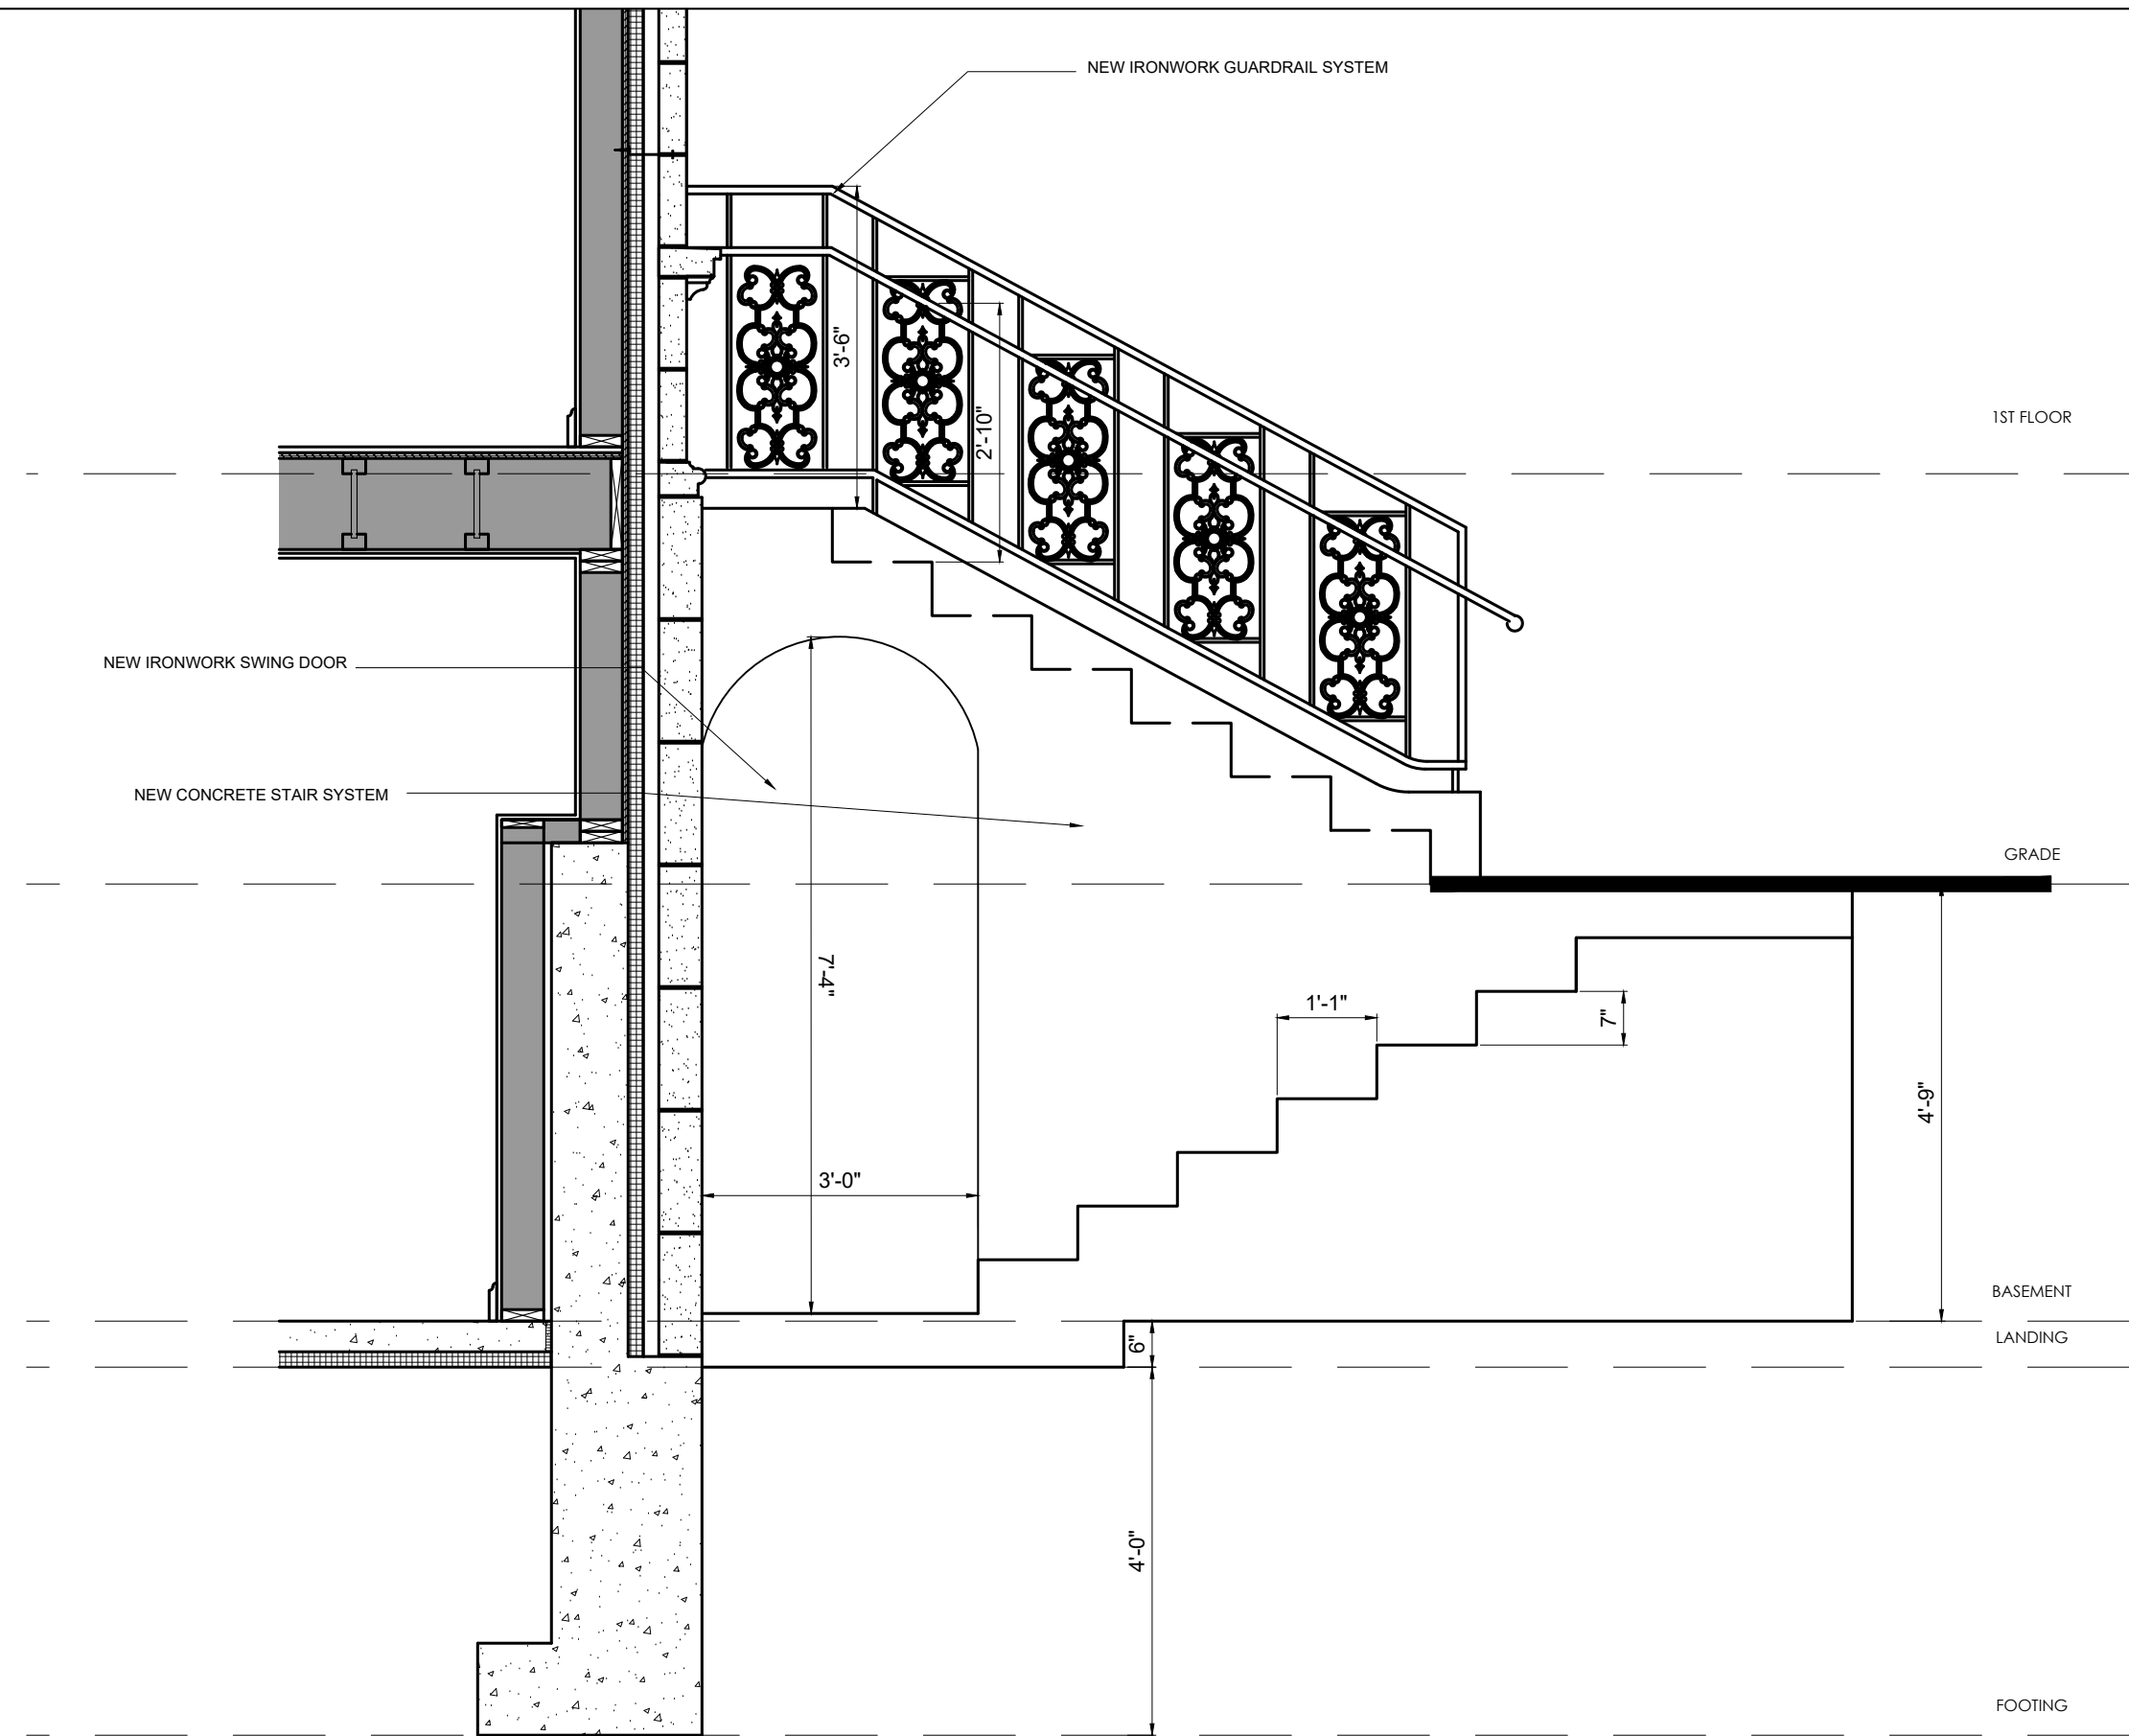 NEW IRONWORK GUARDRAIL SYSTEM
3'-6"
2'-10"
1ST FLOOR
NEW IRONWORK SWING DOOR
NEW CONCRETE STAIR SYSTEM
GRADE
7'-4"
1'-1"
7"
4'-9"
3'-0"
BASEMENT
LANDING
6"
4'-0"
FOOTING